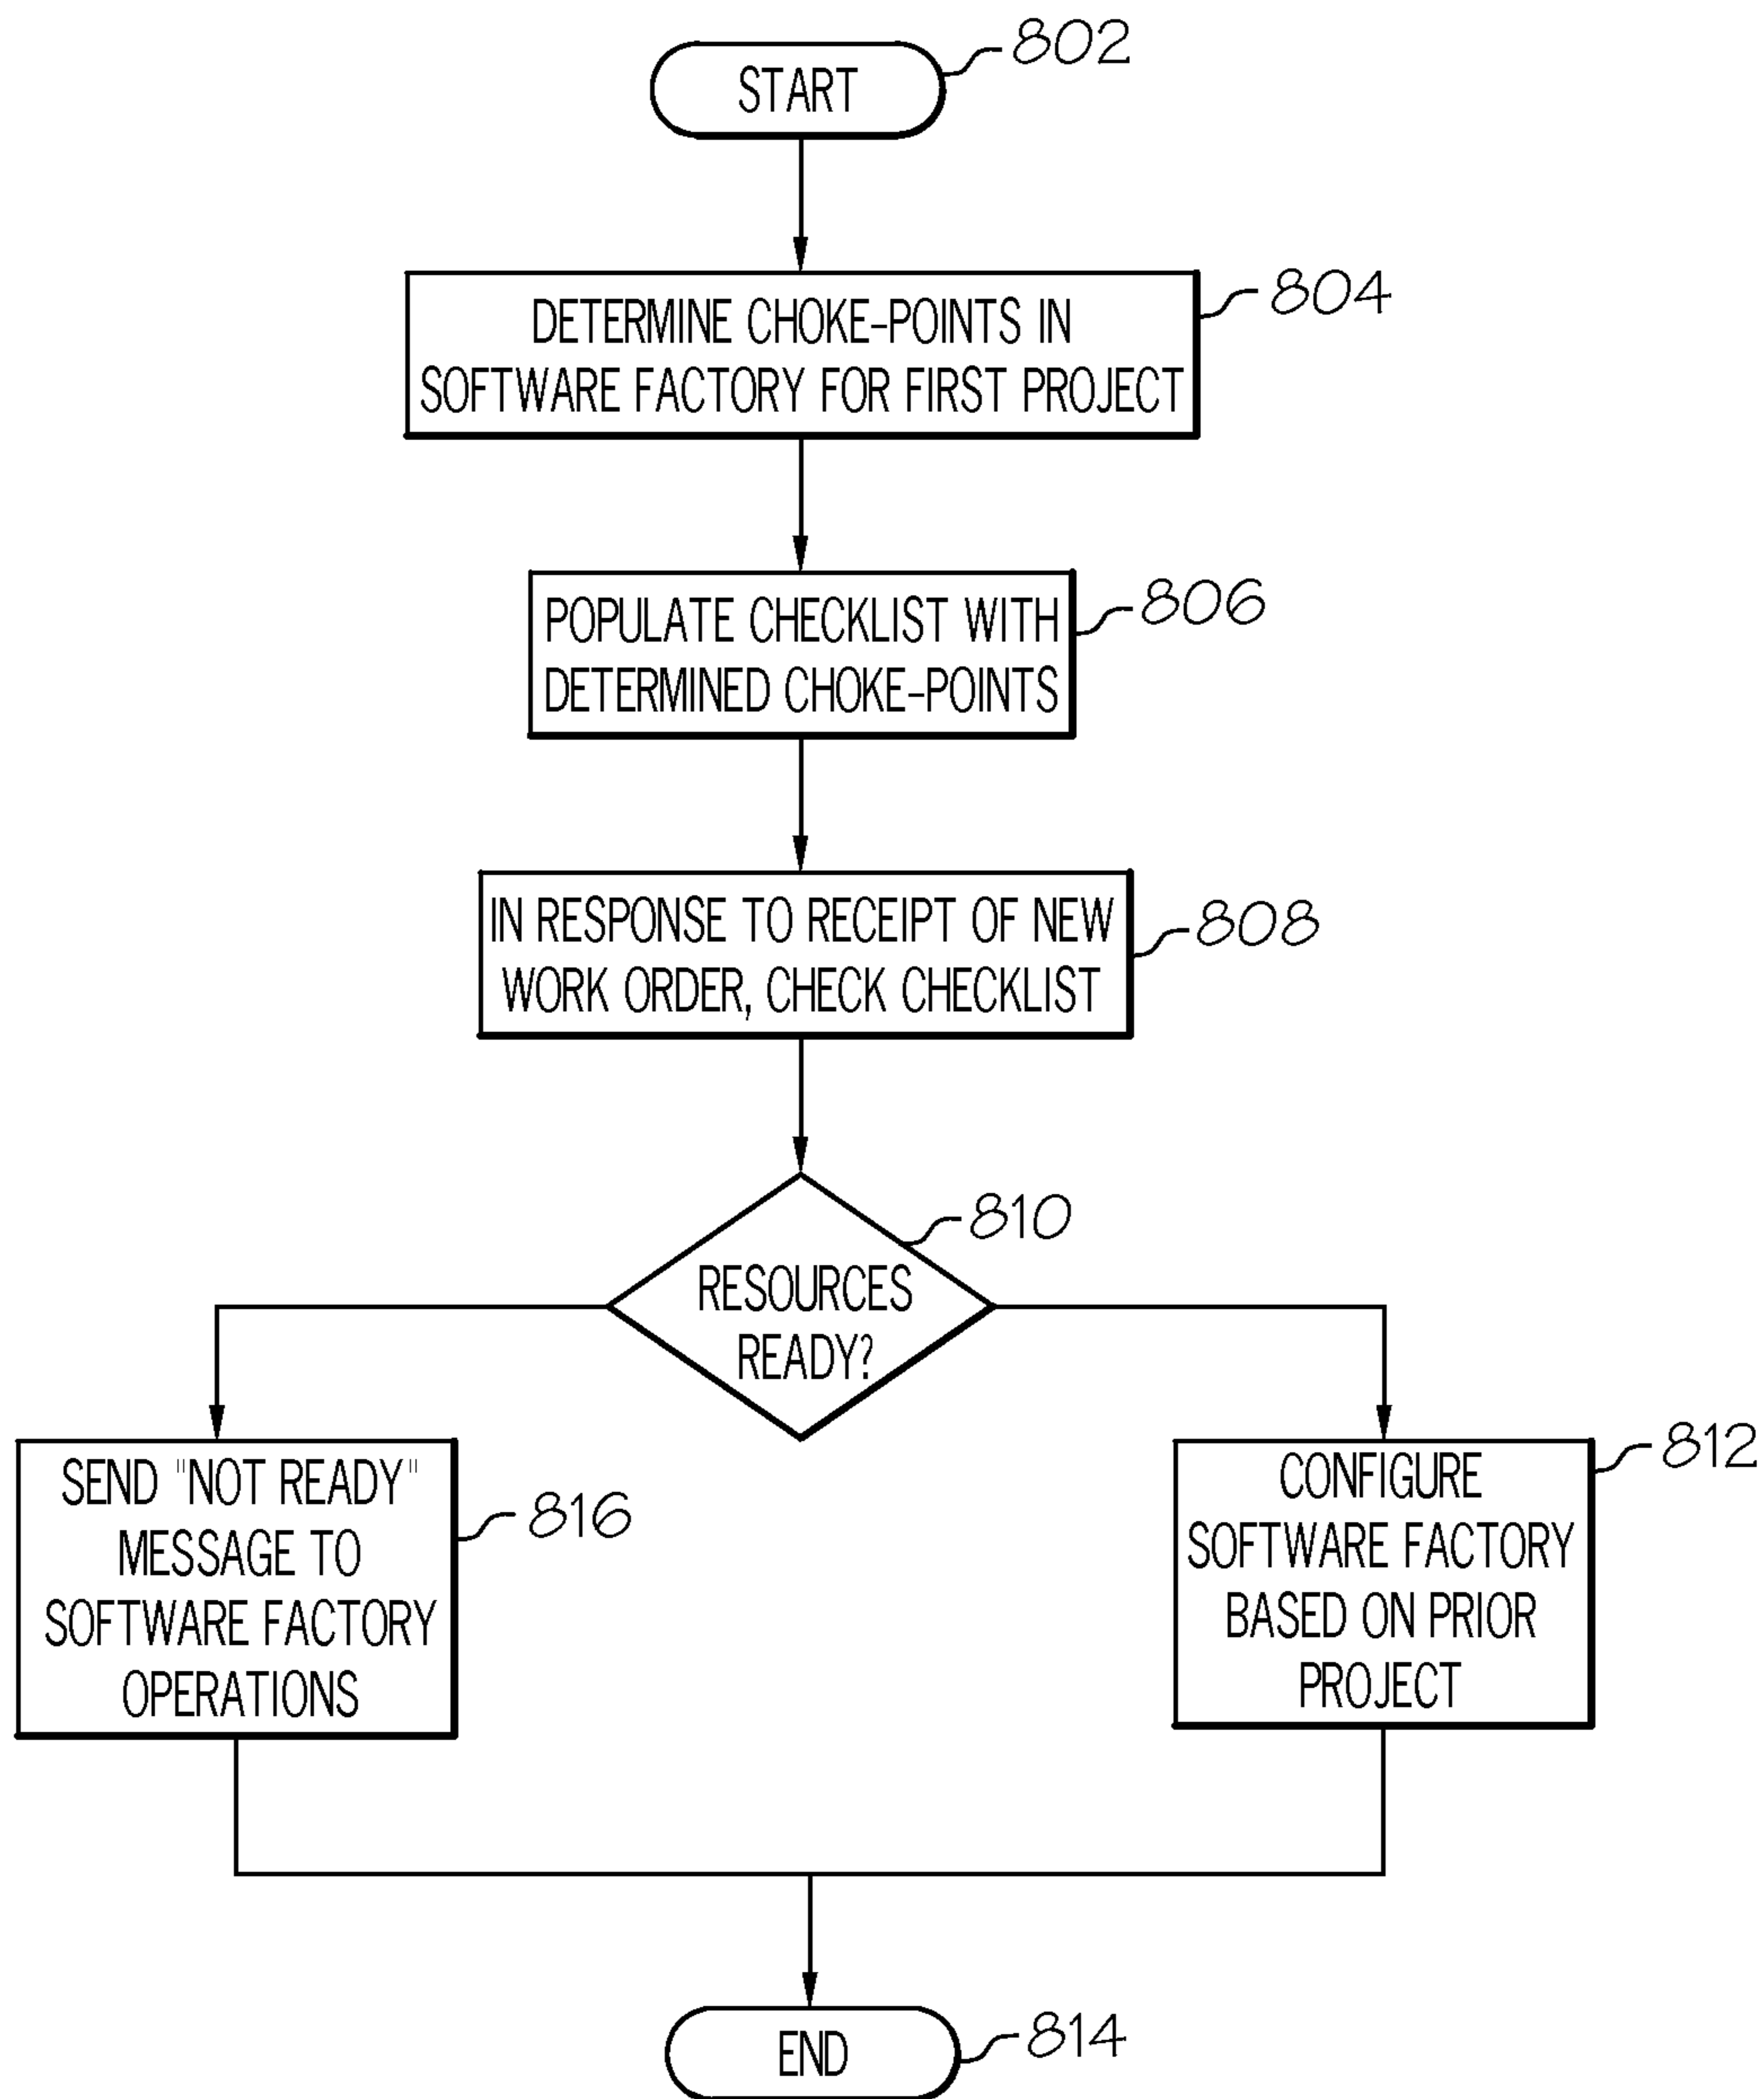 802
START
804
DETERMINE CHOKE-POINTS IN
SOFTWARE FACTORY FOR FIRST PROJECT
806
POPULATE CHECKLIST WITH
DETERMINED CHOKE-POINTS
808
IN RESPONSE TO RECEIPT OF NEW
WORK ORDER, CHECK CHECKLIST
810
RESOURCES
READY?
816
SEND "NOT READY"
MESSAGE TO
SOFTWARE FACTORY
OPERATIONS
812
CONFIGURE
SOFTWARE FACTORY
BASED ON PRIOR
PROJECT
814
END